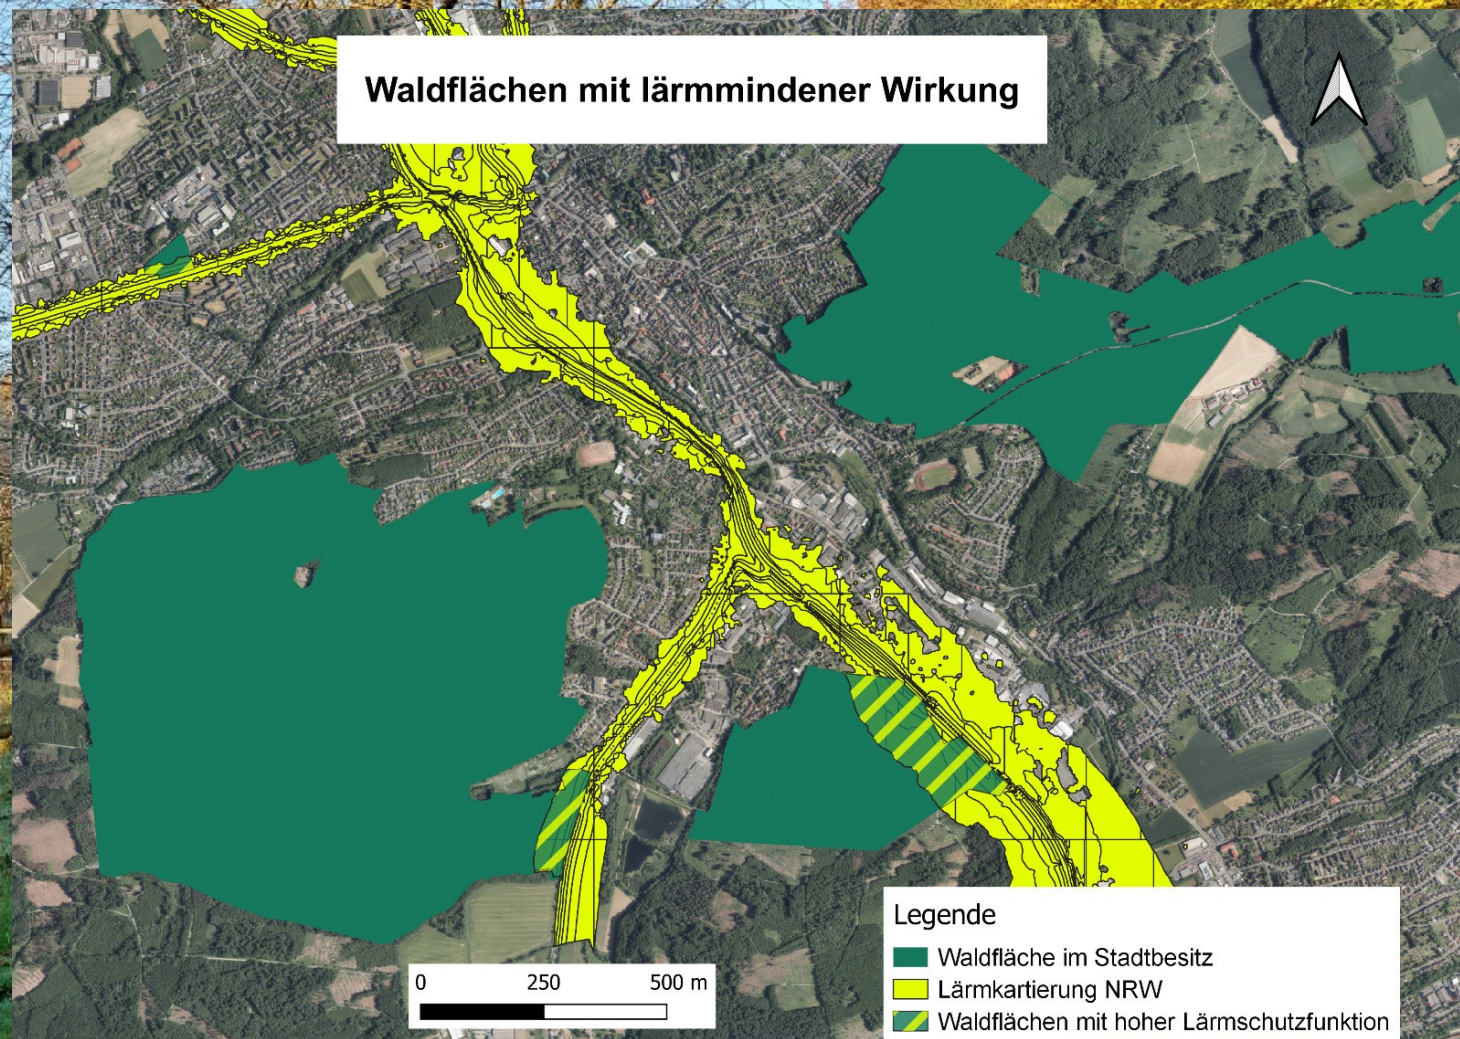 Waldflächen mit lärmmindener Wirkung
Legende
Waldfläche im Stadtbesitz
Lärmkartierung NRW
Waldflächen mit hoher Lärmschutzfunktion
0 250 500 m